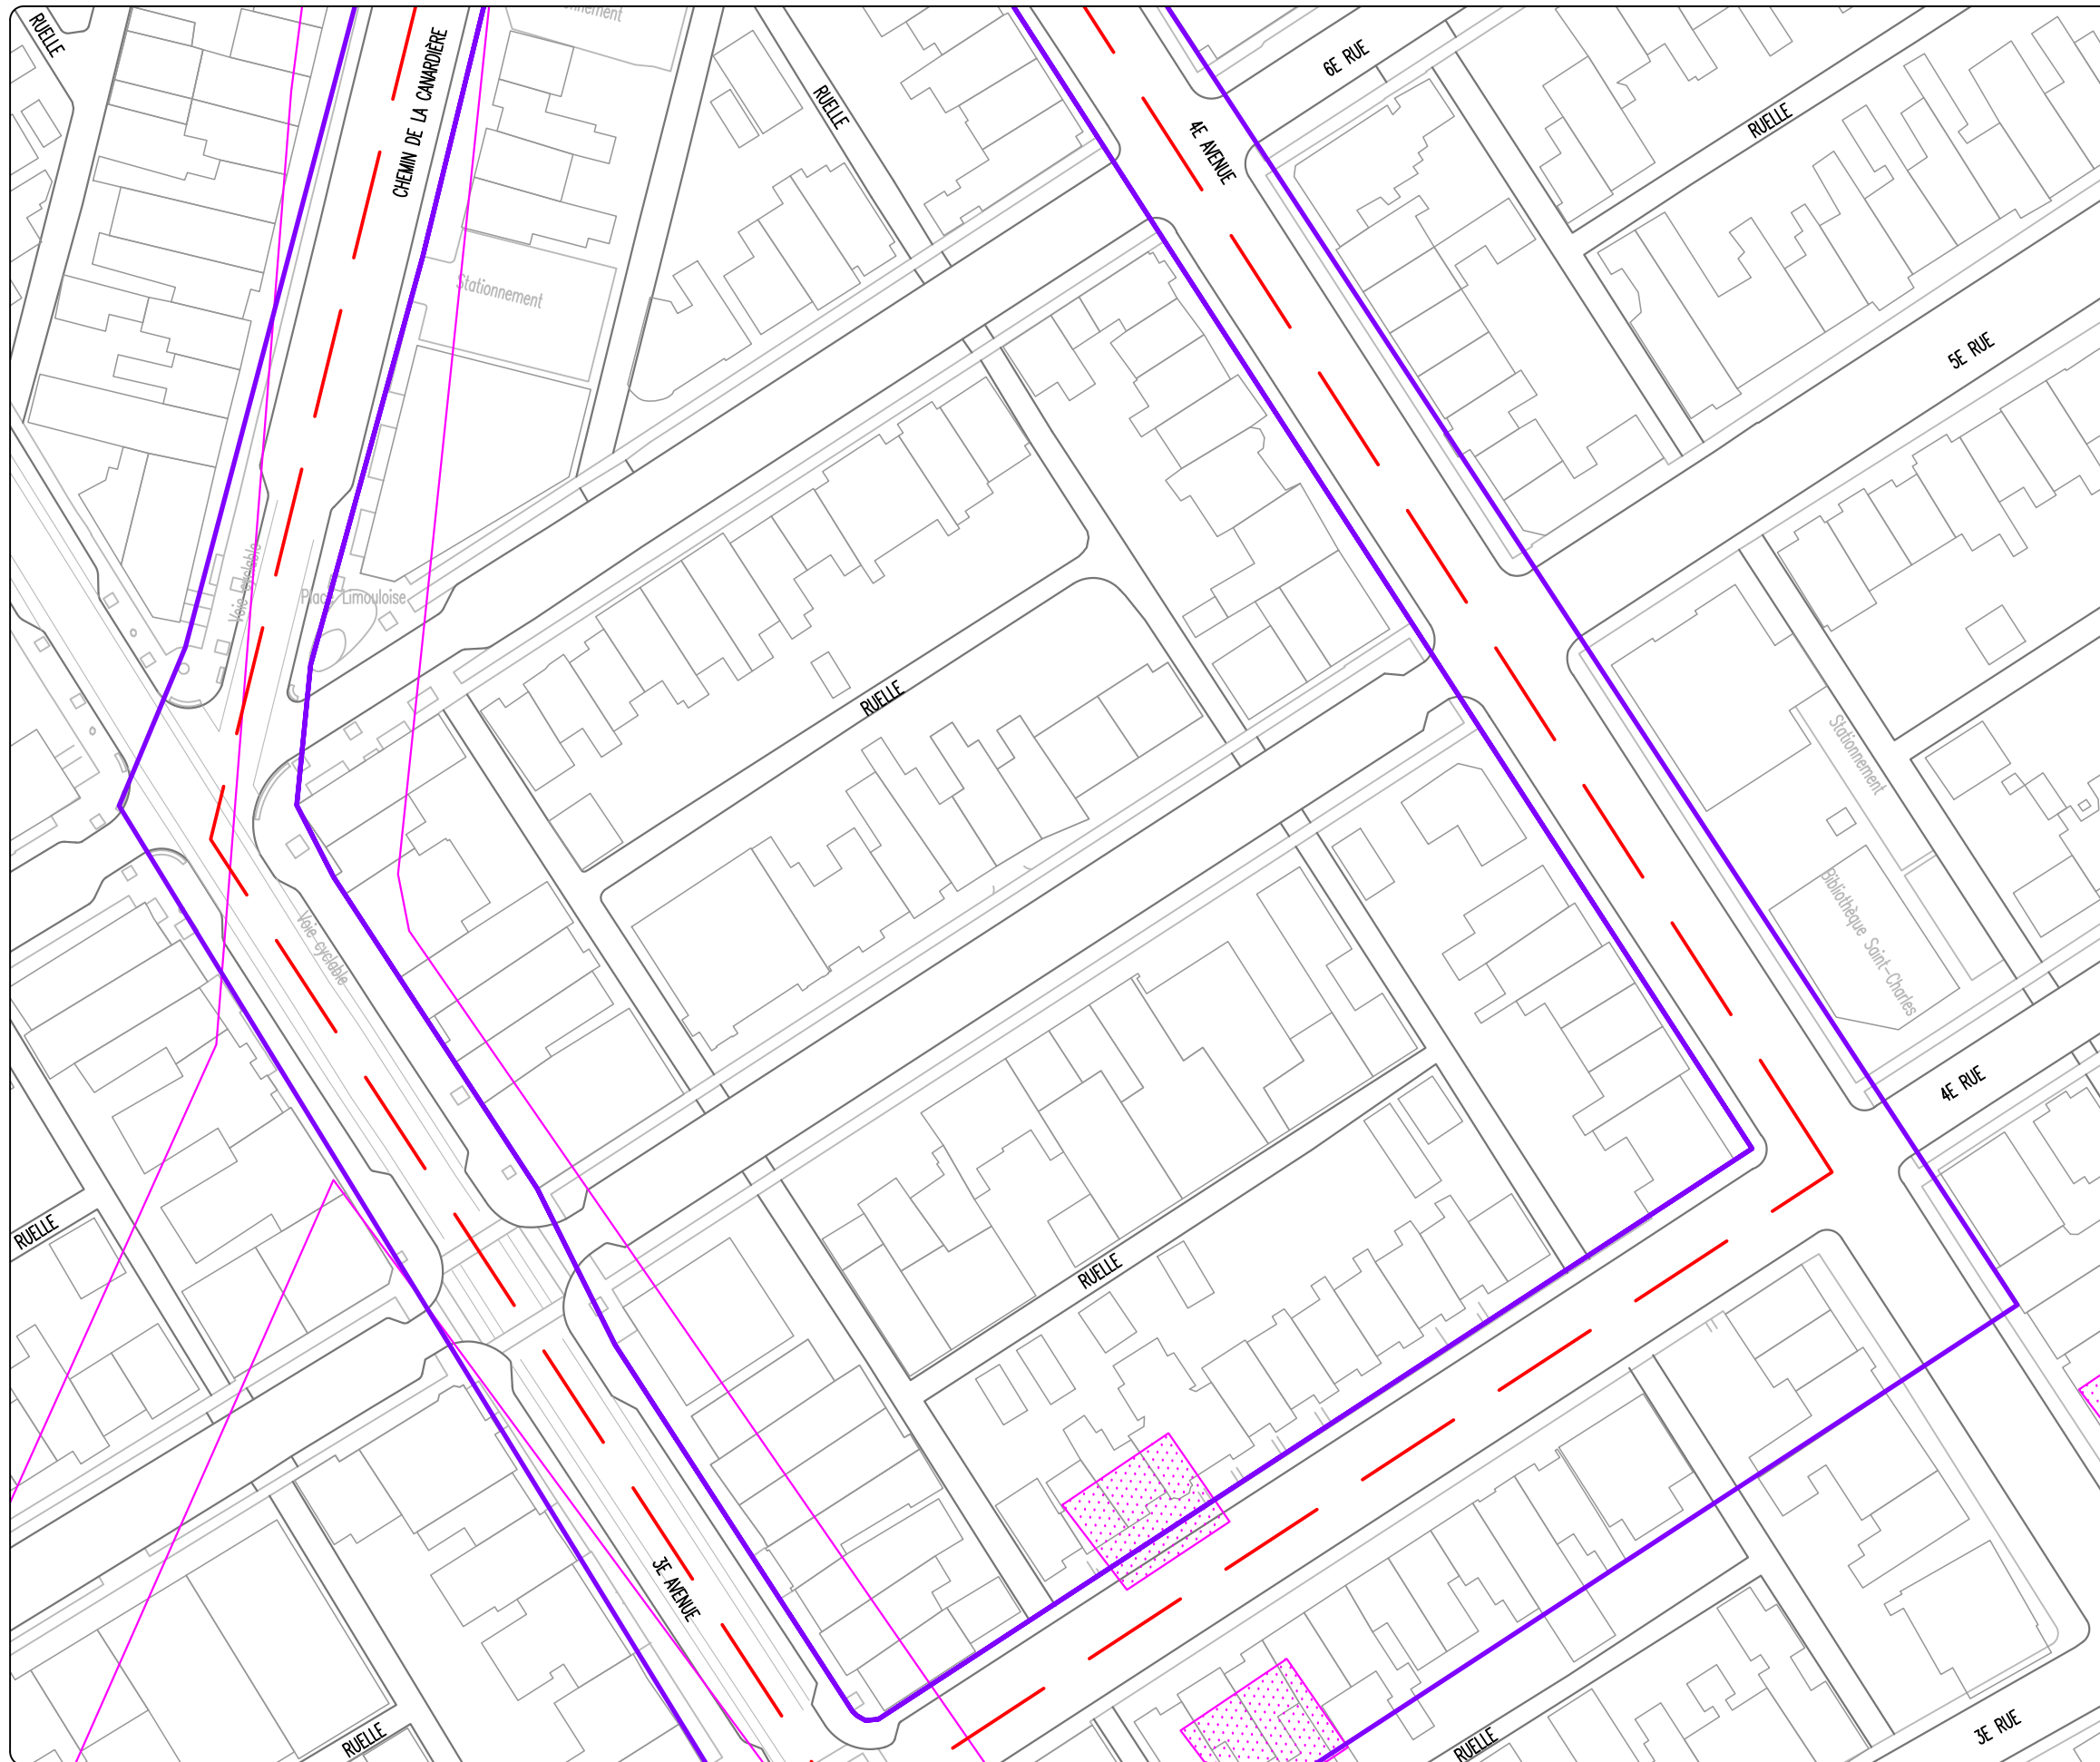 RUELLE
CHEMIN DE LA CANARDIÈRE
RUELLE
6E RUE
4E AVENUE
RUELLE
Stationnement
5E RUE
Voie cyclable
Place Limouloise
RUELLE
Stationnement
Bibliothèque Saint-Charles
Voie cyclable
4E RUE
RUELLE
RUELLE
3E AVENUE
RUELLE
RUELLE
3E RUE